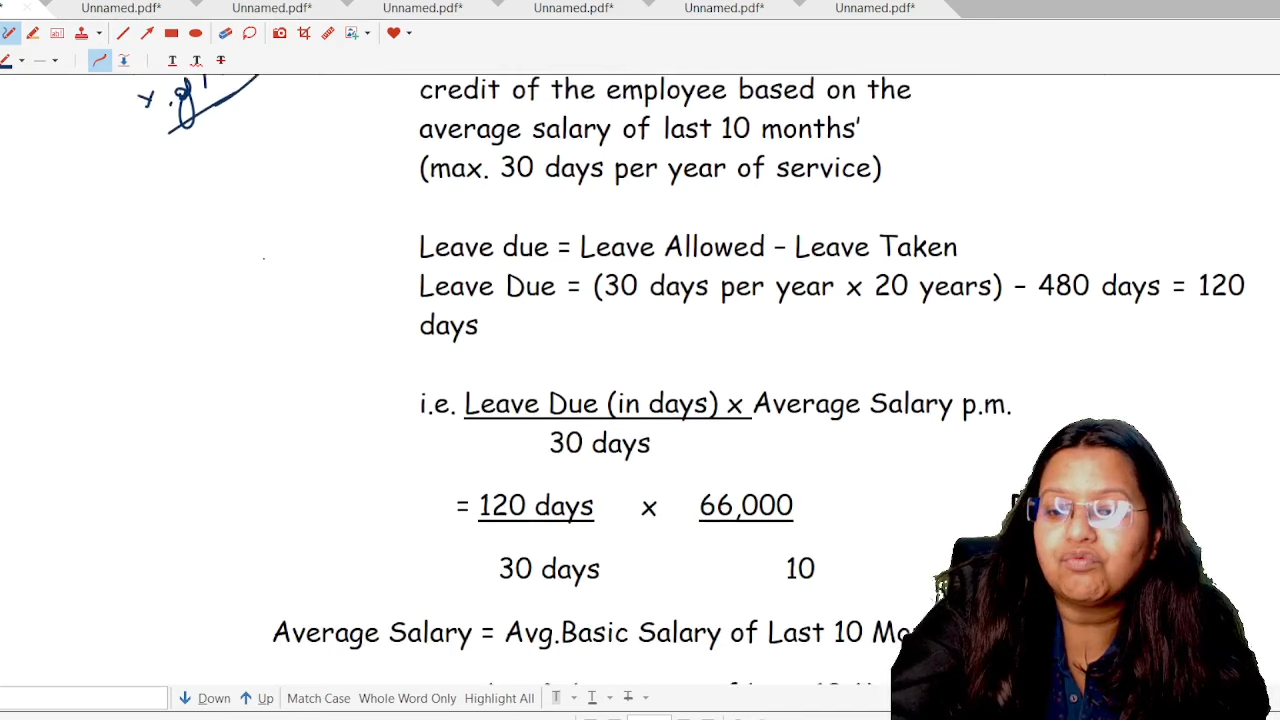 Unnamed.pdf* Unnamed.pdf* Unnamed.pdf* Unnamed.pdf* Unnamed.pdf* Unnamed.pdf*
credit of the employee based on the
average salary of last 10 months'
(max. 30 days per year of service)
Leave due = Leave Allowed – Leave Taken
Leave Due = (30 days per year x 20 years) – 480 days = 120
days
i.e. Leave Due (in days) x Average Salary p.m.
30 days
= 120 days x 66,000
30 days 10
Average Salary = Avg.Basic Salary of Last 10
Down Up Match Case Whole Word Only Highlight All T T T